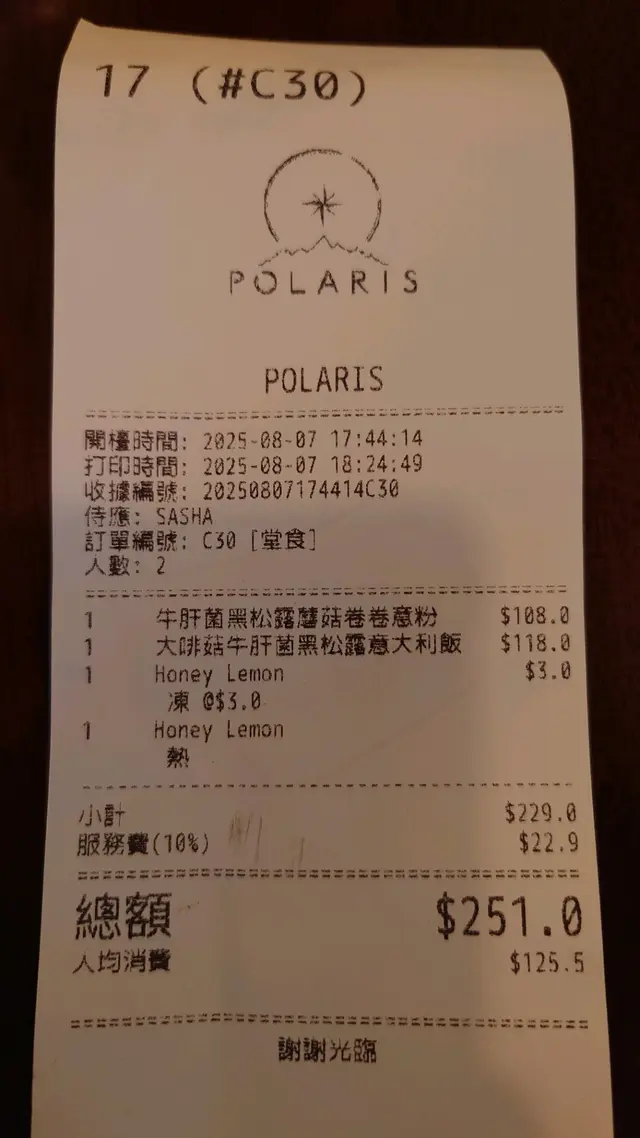 17 (#C30)
POLARIS
POLARIS
開檯時間: 2025-08-07 17:44:14
打印時間: 2025-08-07 18:24:49
收據編號: 20250807174414C30
侍應: SASHA
訂單編號: C30 [堂食]
人數: 2
1 牛肝菌黑松露蘑菇卷卷意粉 $108.0
1 大啡菇牛肝菌黑松露意大利飯 $118.0
1 Honey Lemon $3.0
凍 @$3.0
1 Honey Lemon
熱
小計 $229.0
服務費(10%) $22.9
總額 $251.0
人均消費 $125.5
謝謝光臨